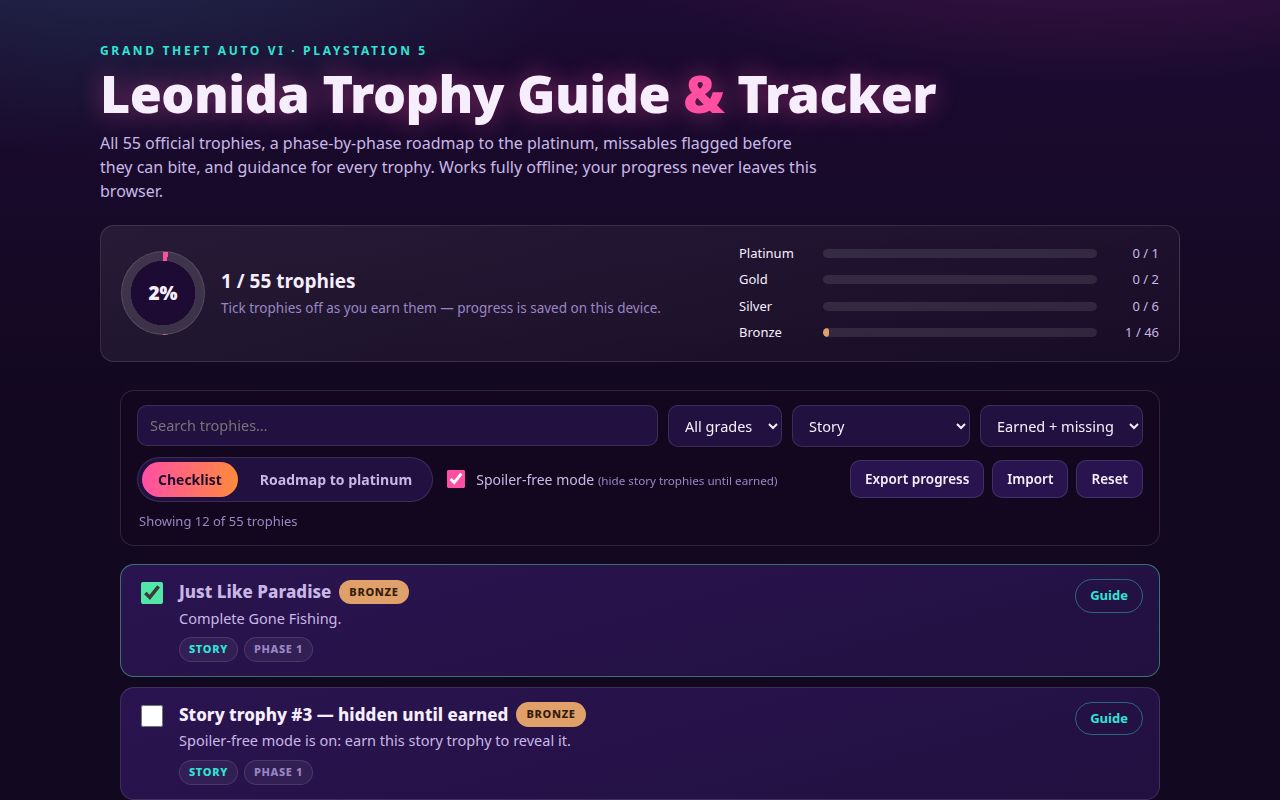 GRAND THEFT AUTO VI · PLAYSTATION 5
Leonida Trophy Guide & Tracker
All 55 official trophies, a phase-by-phase roadmap to the platinum, missables flagged before
they can bite, and guidance for every trophy. Works fully offline; your progress never leaves this
browser.
2%
1 / 55 trophies
Tick trophies off as you earn them — progress is saved on this device.
Platinum 0 / 1
Gold 0 / 2
Silver 0 / 6
Bronze 1 / 46
Search trophies… All grades Story Earned + missing
Checklist Roadmap to platinum Spoiler-free mode (hide story trophies until earned) Export progress Import Reset
Showing 12 of 55 trophies
Just Like Paradise BRONZE Guide
Complete Gone Fishing.
STORY PHASE 1
Story trophy #3 — hidden until earned BRONZE Guide
Spoiler-free mode is on: earn this story trophy to reveal it.
STORY PHASE 1